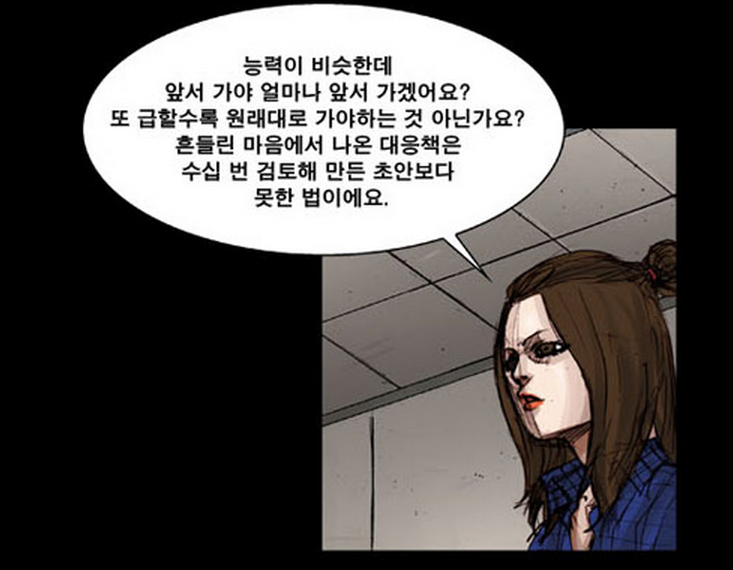 능력이 비슷한데
앞서 가야 얼마나 앞서 가겠어요?
또 급할수록 원래대로 가야하는 것 아닌가요?
흔들린 마음에서 나온 대응책은
수십 번 검토해 만든 초안보다
못한 법이에요.